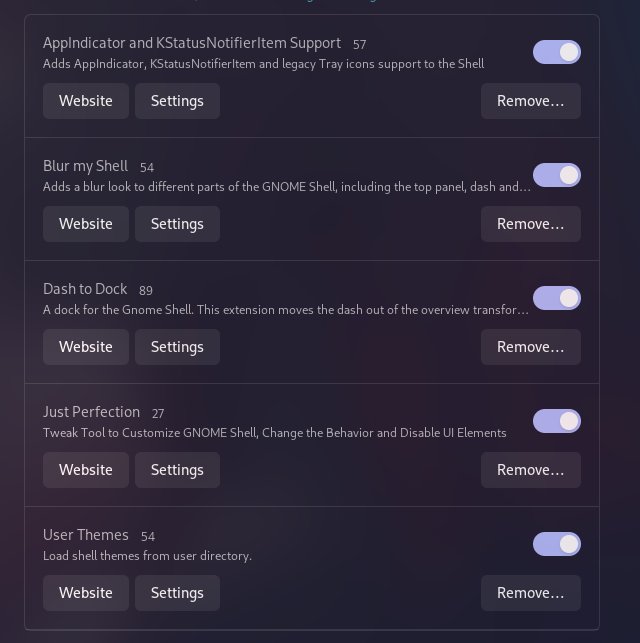 AppIndicator and KStatusNotifierItem Support 57
Adds AppIndicator, KStatusNotifierItem and legacy Tray icons support to the Shell
Website Settings Remove…
Blur my Shell 54
Adds a blur look to different parts of the GNOME Shell, including the top panel, dash and…
Website Settings Remove…
Dash to Dock 89
A dock for the Gnome Shell. This extension moves the dash out of the overview transfor…
Website Settings Remove…
Just Perfection 27
Tweak Tool to Customize GNOME Shell, Change the Behavior and Disable UI Elements
Website Settings Remove…
User Themes 54
Load shell themes from user directory.
Website Settings Remove…